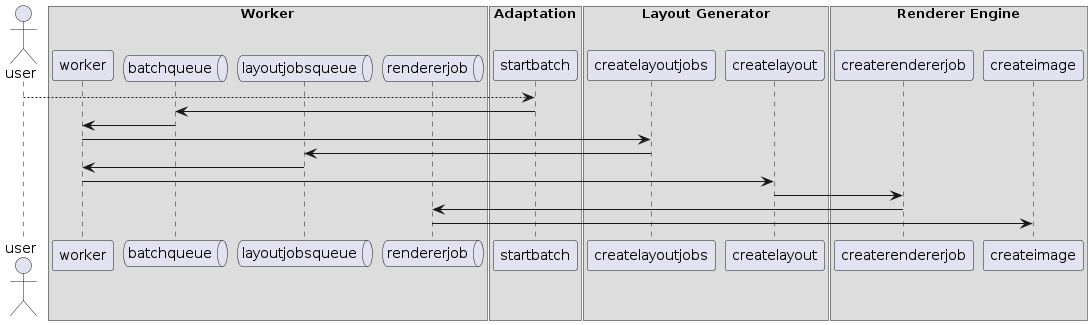 Worker
Adaptation
Layout Generator
Renderer Engine
user
worker
batchqueue
layoutjobsqueue
rendererjob
startbatch
createlayoutjobs
createlayout
createrendererjob
createimage
user
worker
batchqueue
layoutjobsqueue
rendererjob
startbatch
createlayoutjobs
createlayout
createrendererjob
createimage